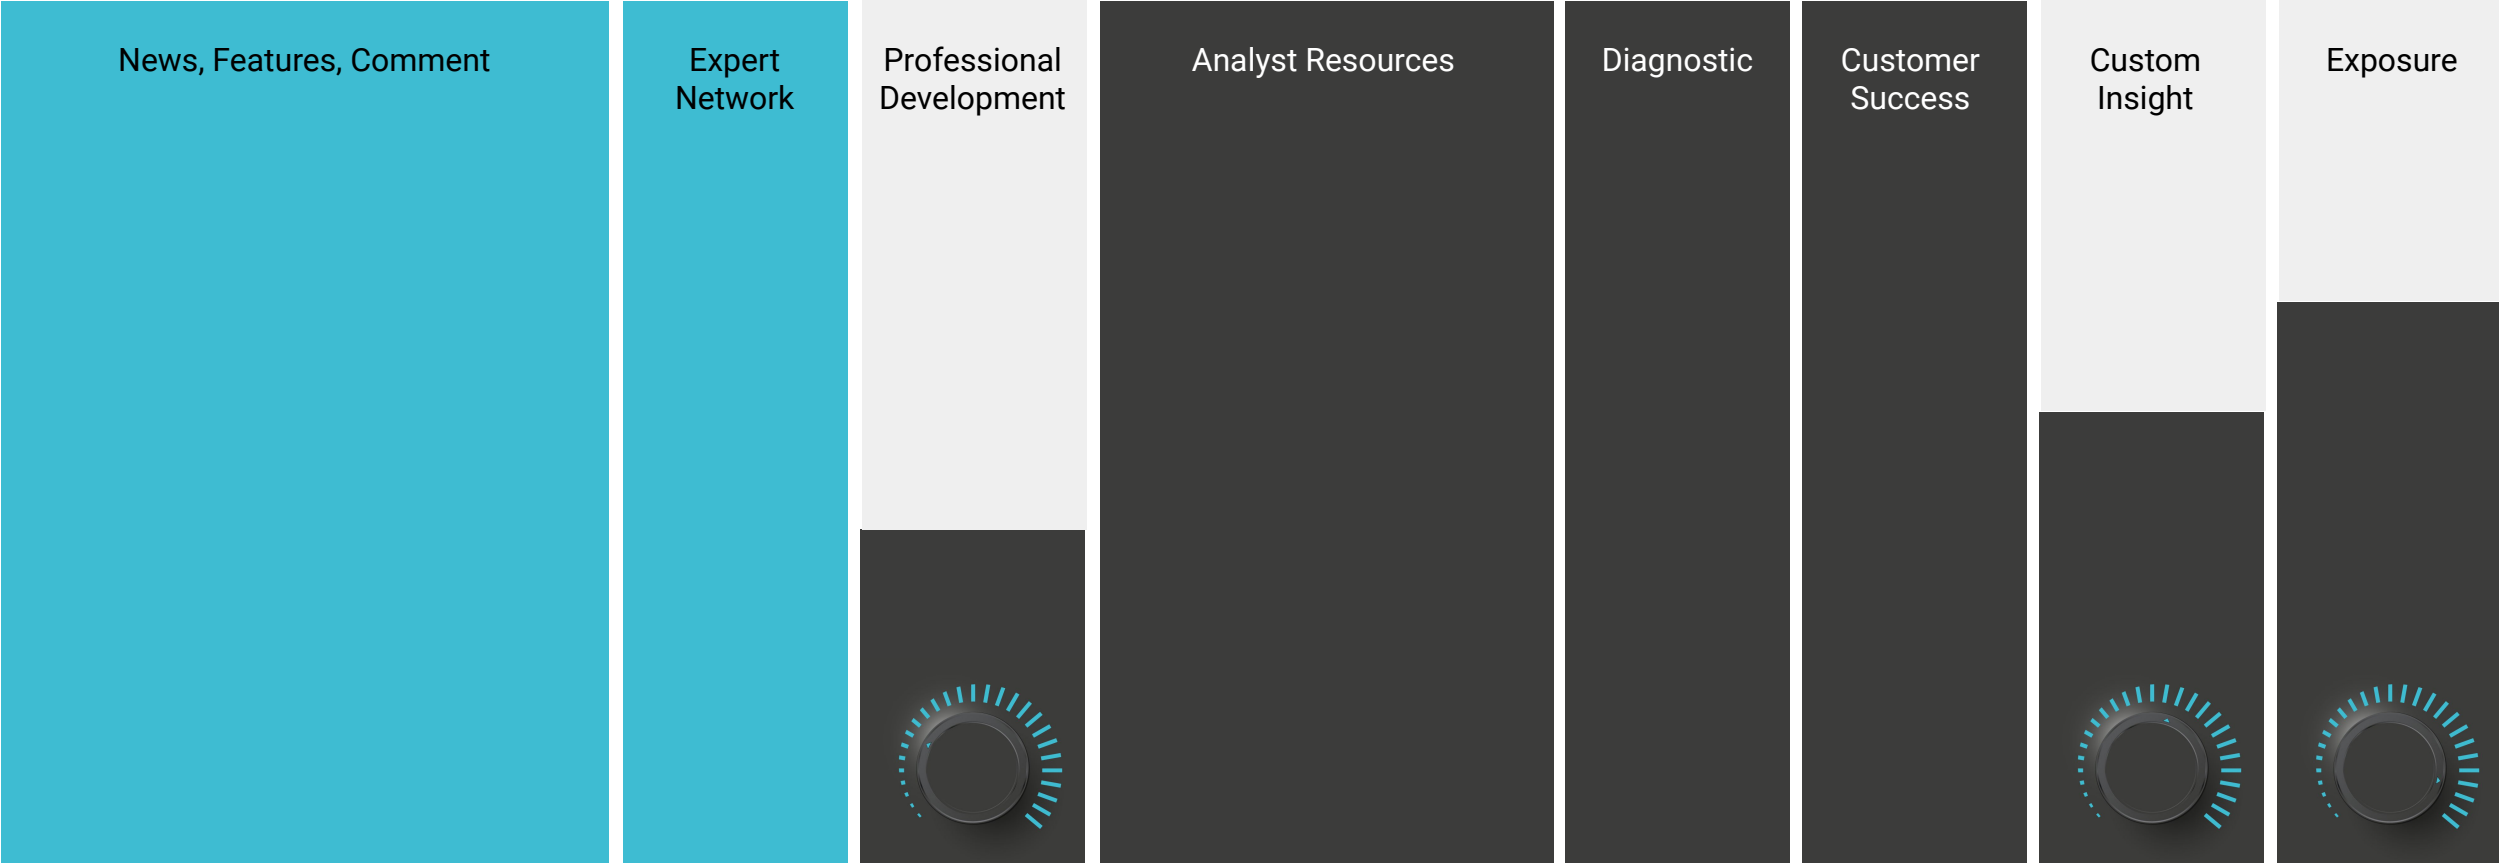 News, Features, Comment
Expert
Network
Professional
Development
Analyst Resources
Diagnostic
Customer
Success
Custom
Insight
Exposure